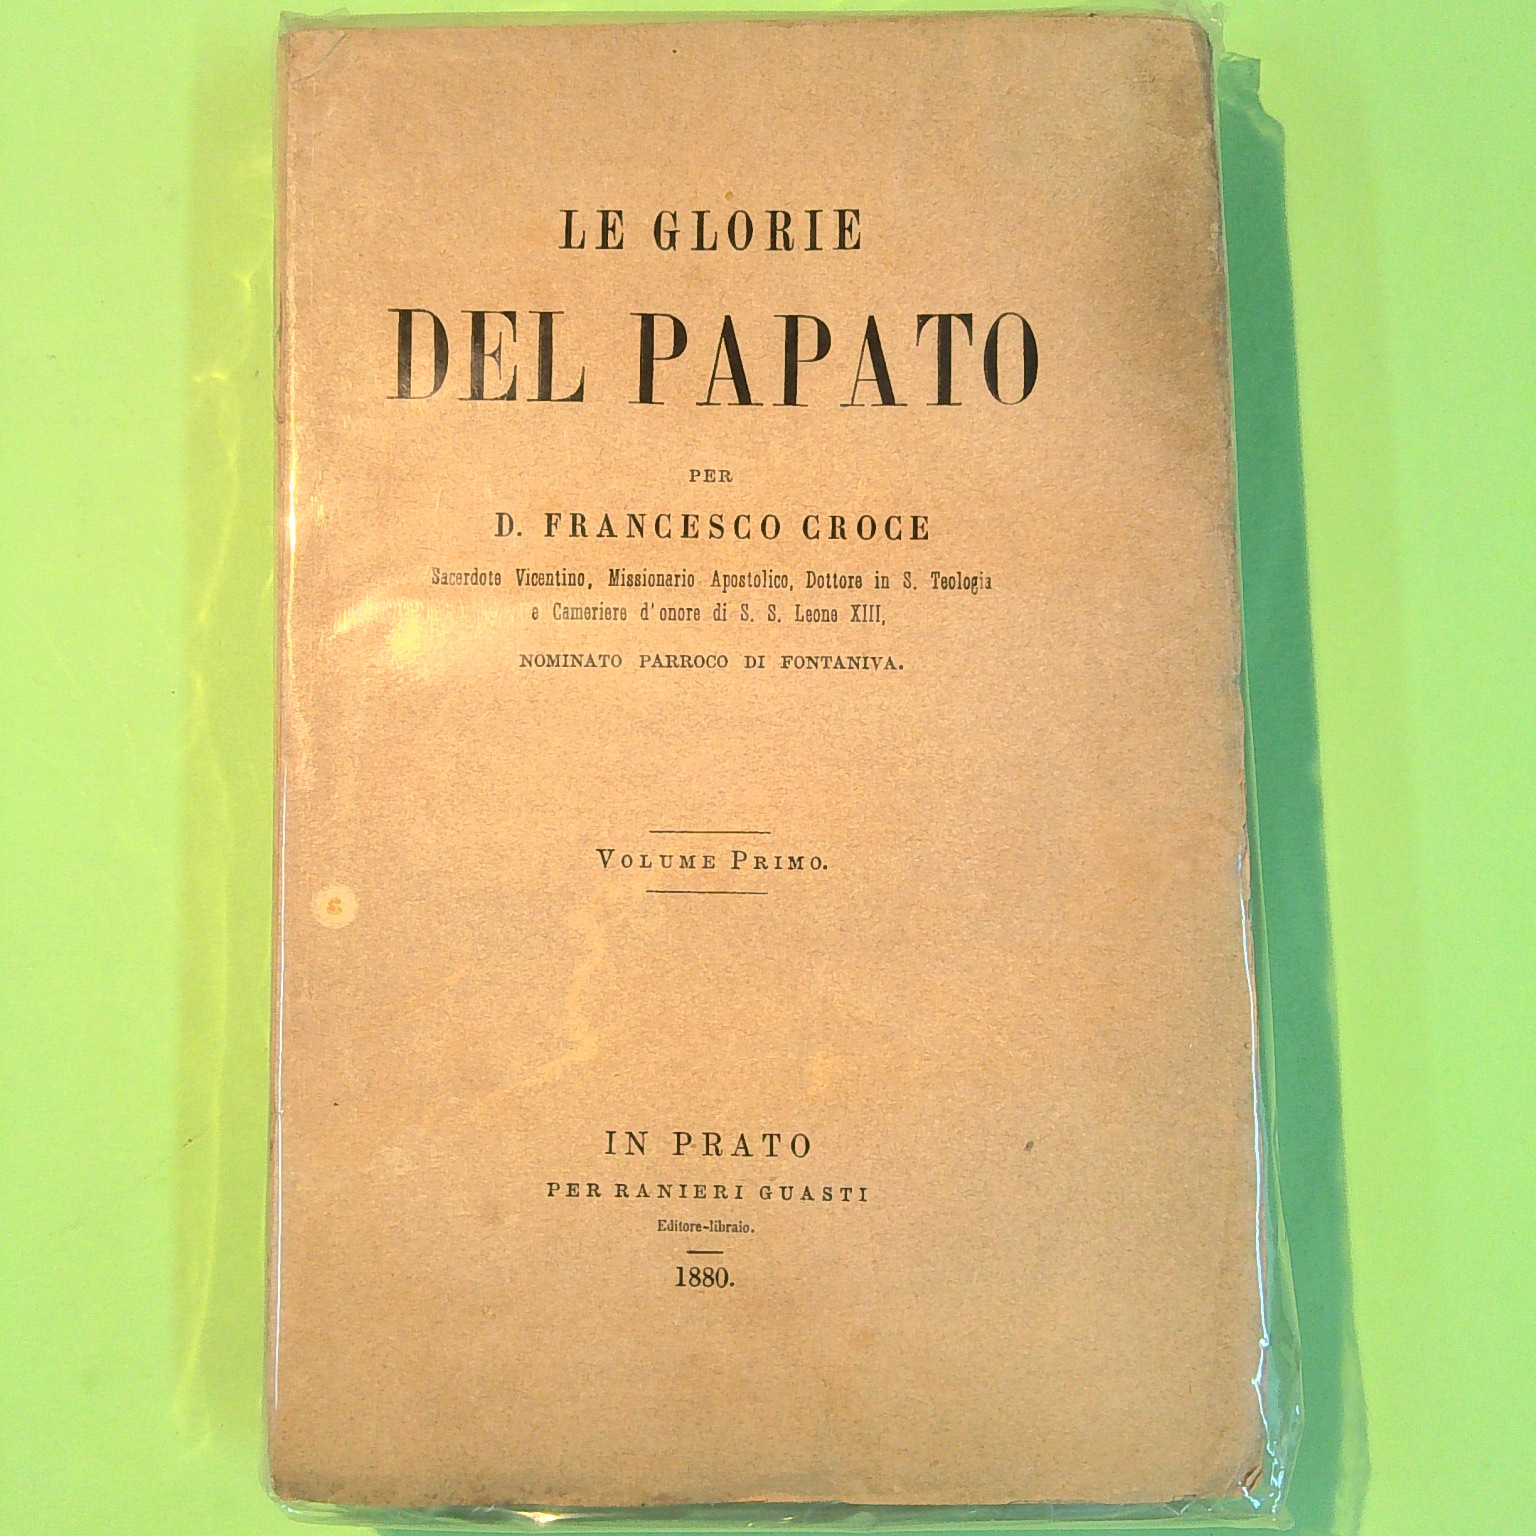 LE GLORIE
DEL PAPATO
PER
D. FRANCESCO CROCE
Sacerdote Vicentino, Missionario Apostolico, Dottore in S. Teologia
e Cameriere d'onore di S. S. Leone XIII,
NOMINATO PARROCO DI FONTANIVA.
VOLUME PRIMO.
IN PRATO
PER RANIERI GUASTI
Editore-libraio.
1880.